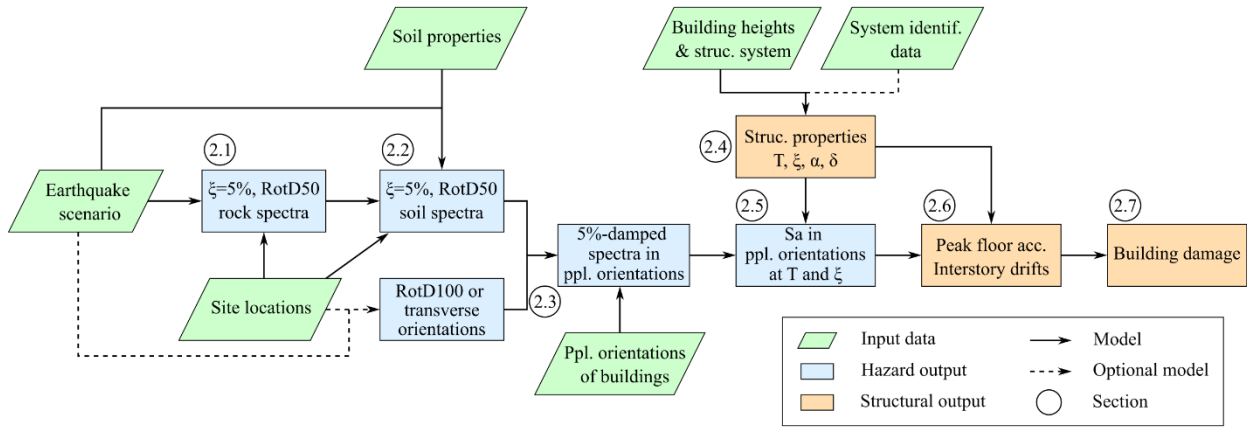 Soil properties
Building heights
& struc. system
System identif.
data
2.1
2.2
2.4
Struc. properties
T, ξ, α, δ
Earthquake
scenario
ξ=5%, RotD50
rock spectra
ξ=5%, RotD50
soil spectra
2.5
2.6
2.7
5%-damped
spectra in
ppl. orientations
Sa in
ppl. orientations
at T and ξ
Peak floor acc.
Interstory drifts
Building damage
Site locations
RotD100 or
transverse
orientations
2.3
Ppl. orientations
of buildings
Input data
Model
Hazard output
Optional model
Structural output
Section